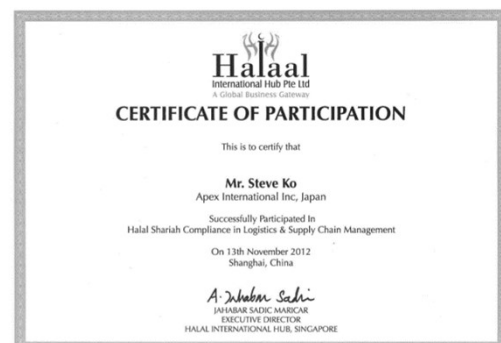 Halaal
International Hub Pte Ltd
A Global Business Gateway
CERTIFICATE OF PARTICIPATION
This is to certify that
Mr. Steve Ko
Apex International Inc, Japan
Successfully Participated In
Halal Shariah Compliance in Logistics & Supply Chain Management
On 13th November 2012
Shanghai, China
A. Jahabar Sadic
JAHABAR SADIC MARICAR
EXECUTIVE DIRECTOR
HALAL INTERNATIONAL HUB, SINGAPORE